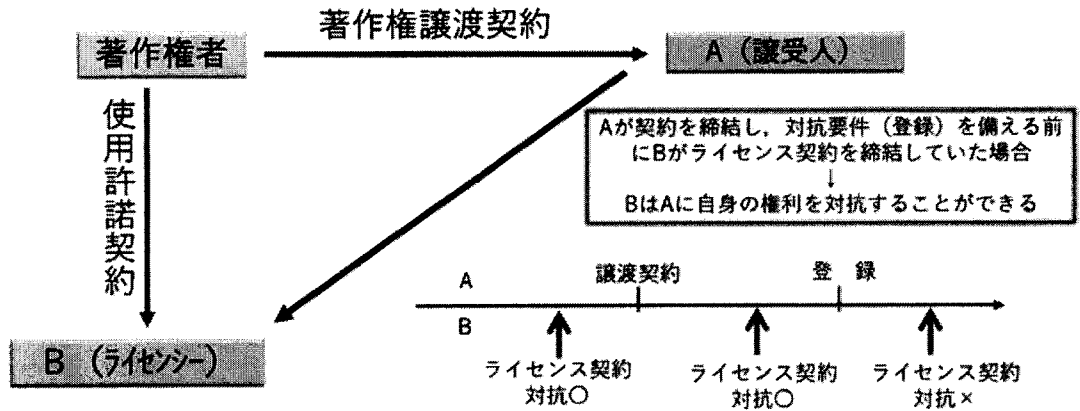 著作権譲渡契約
著作権者
A（譲受人）
使用許諾契約
Aが契約を締結し，対抗要件（登録）を備える前
にBがライセンス契約を締結していた場合
↓
BはAに自身の権利を対抗することができる
A
譲渡契約
登 録
B
B（ライセンシー）
ライセンス契約
対抗○
ライセンス契約
対抗○
ライセンス契約
対抗×